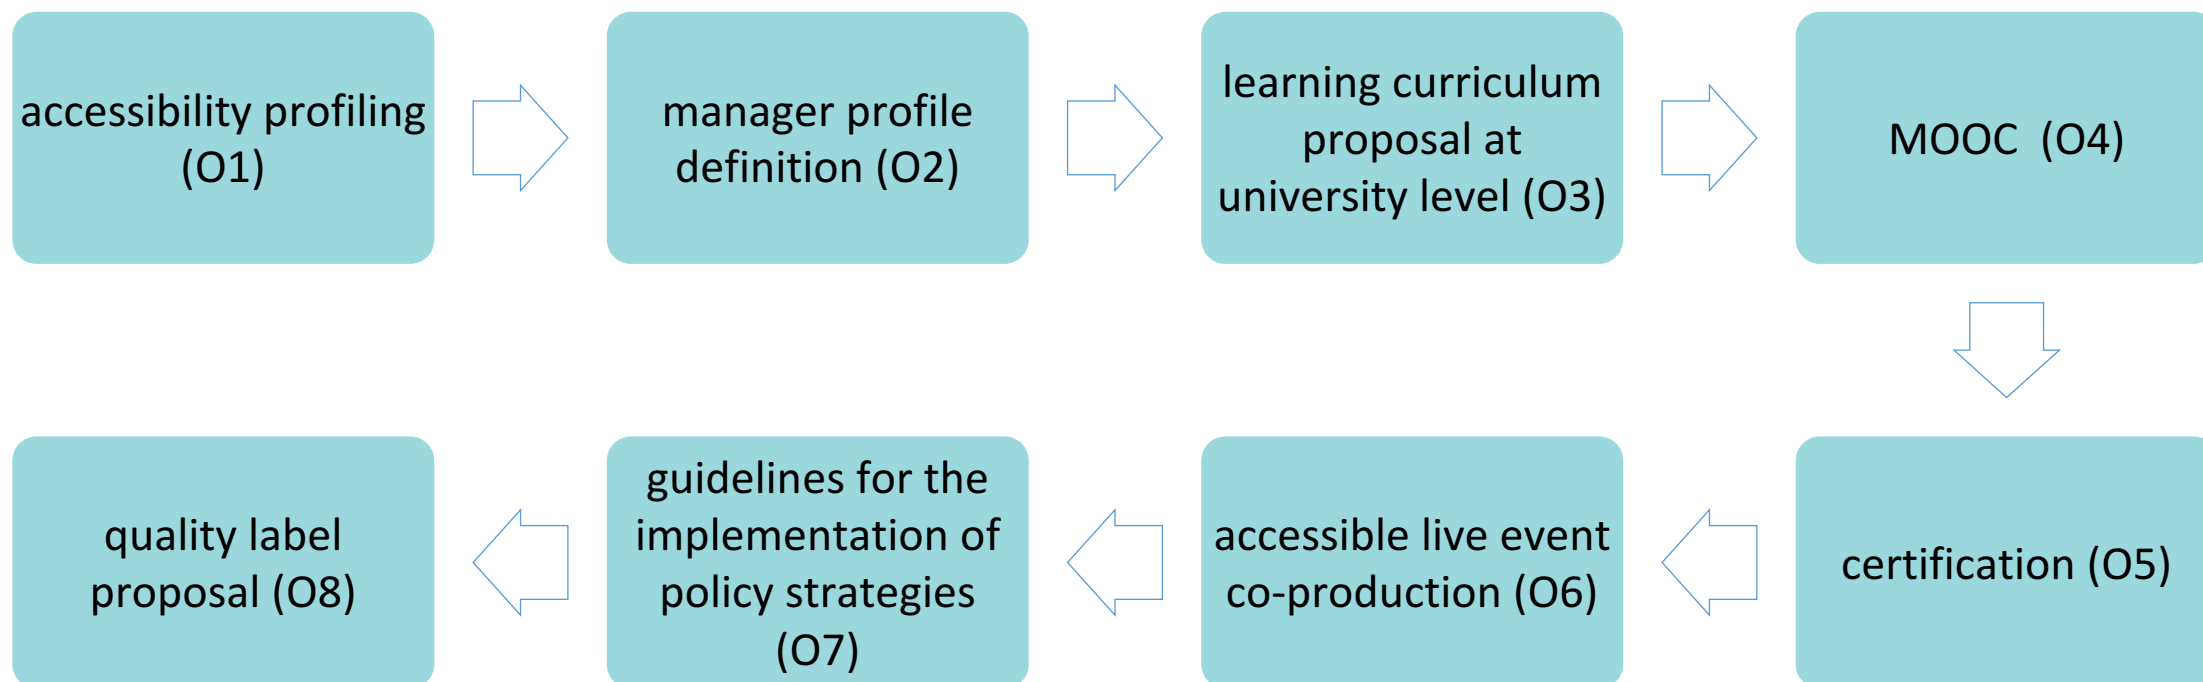 accessibility profiling
(O1)
manager profile
definition (O2)
learning curriculum
proposal at
university level (O3)
MOOC  (O4)
quality label
proposal (O8)
guidelines for the
implementation of
policy strategies
(O7)
accessible live event
co-production (O6)
certification (O5)